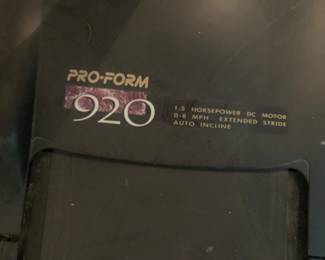 PRO-FORM
920
1.5 HORSEPOWER DC MOTOR
0-8 MPH EXTENDED STRIDE
AUTO INCLINE